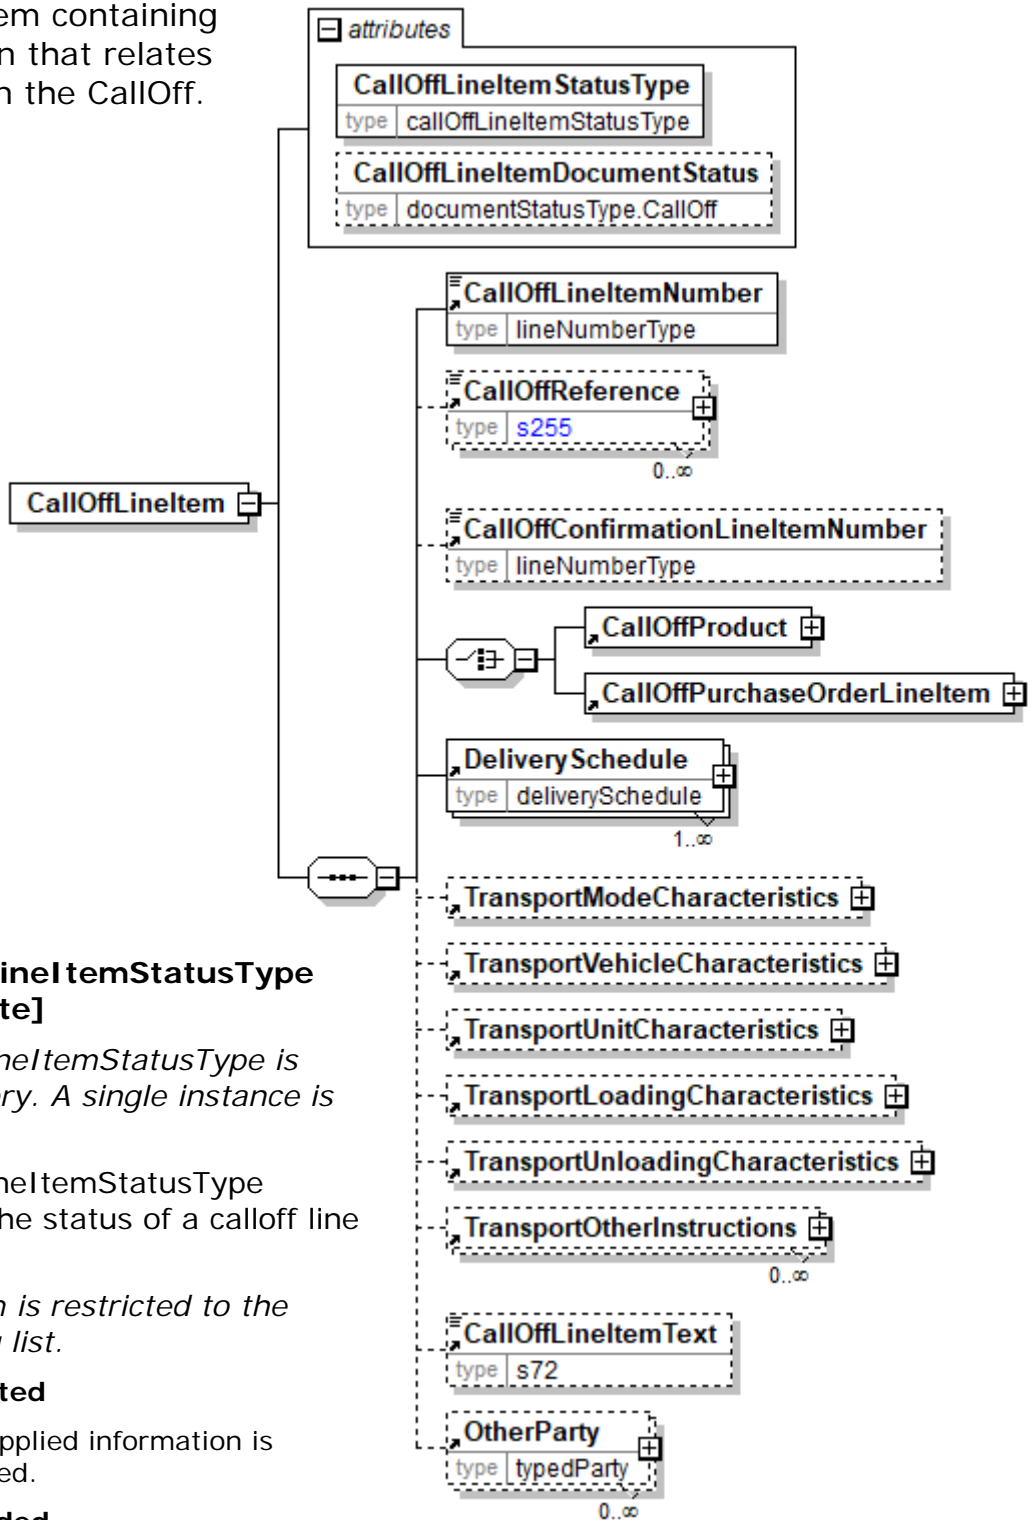 em containing
n that relates
n the CallOff.
attributes
CallOffLineItemStatusType
type callOffLineItemStatusType
CallOffLineItemDocumentStatus
type documentStatusType.CallOff
CallOffLineItemNumber
type lineNumberType
CallOffReference
type s255
0..∞
CallOffLineItem
CallOffConfirmationLineItemNumber
type lineNumberType
CallOffProduct
CallOffPurchaseOrderLineItem
DeliverySchedule
type deliverySchedule
1..∞
TransportModeCharacteristics
TransportVehicleCharacteristics
TransportUnitCharacteristics
TransportLoadingCharacteristics
TransportUnloadingCharacteristics
TransportOtherInstructions
0..∞
CallOffLineItemText
type s72
OtherParty
type typedParty
0..∞
ineItemStatusType
te]
neItemStatusType is
ry. A single instance is
neItemStatusType
he status of a calloff line
n is restricted to the
list.
ted
pplied information is
ed.